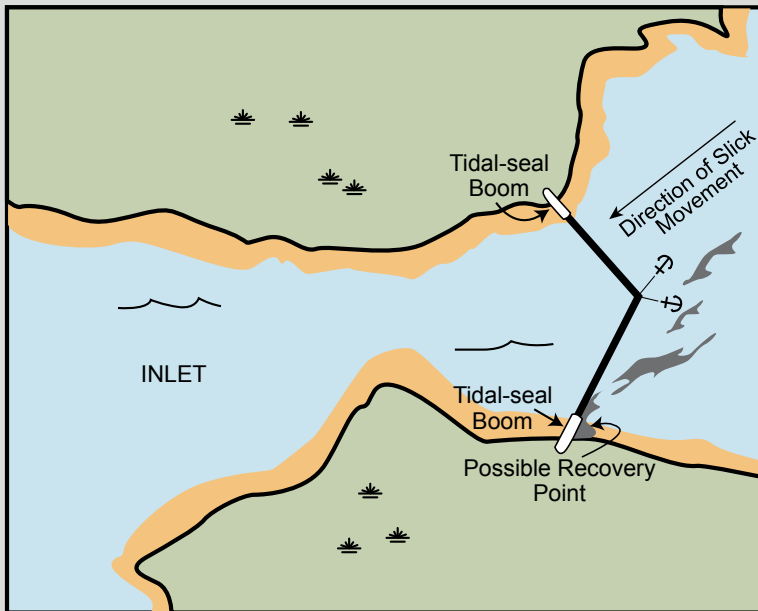 Tidal-seal
Boom
Direction of Slick
Movement
INLET
Tidal-seal
Boom
Possible Recovery
Point